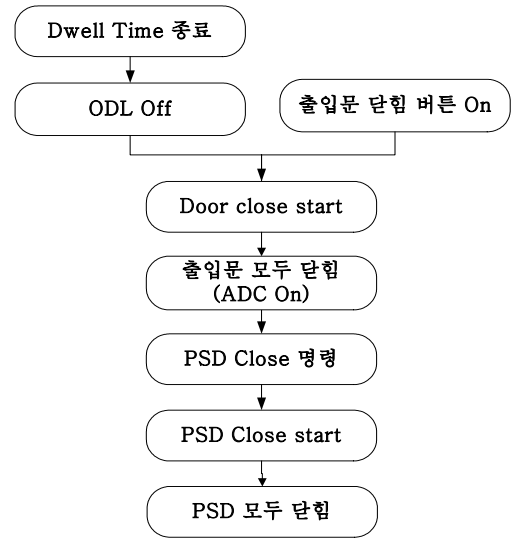 Dwell Time 종료
ODL Off
출입문 닫힘 버튼 On
Door close start
출입문 모두 닫힘
(ADC On)
PSD Close 명령
PSD Close start
PSD 모두 닫힘